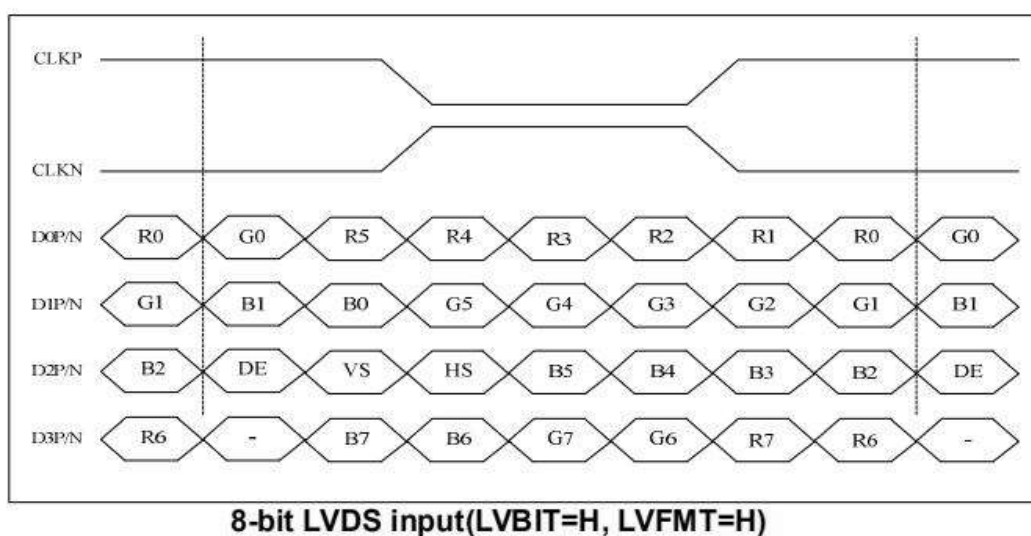 CLKP
CLKN
D0P/N R0 G0 R5 R4 R3 R2 R1 R0 G0
D1P/N G1 B1 B0 G5 G4 G3 G2 G1 B1
D2P/N B2 DE VS HS B5 B4 B3 B2 DE
D3P/N R6 - B7 B6 G7 G6 R7 R6 -
8-bit LVDS input(LVBIT=H, LVFMT=H)